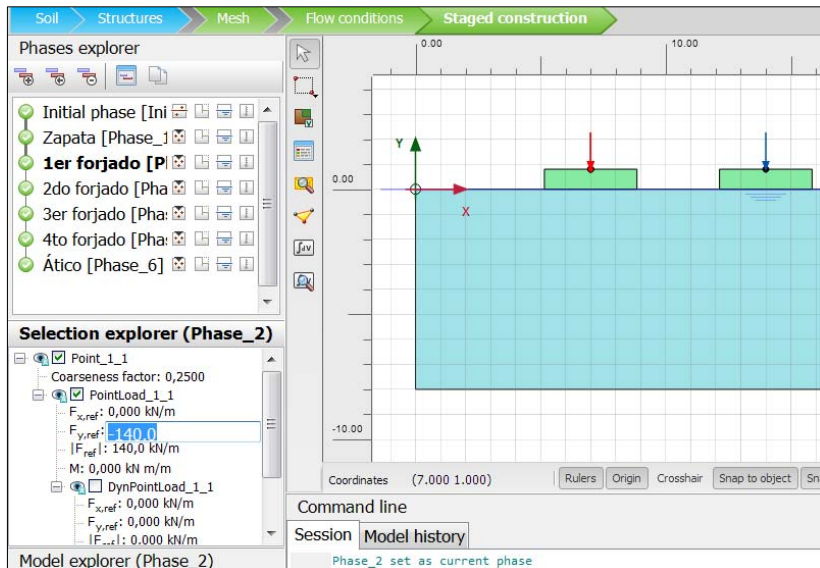 Soil Structures Mesh Flow conditions Staged construction
Phases explorer
Initial phase [Ini
Zapata [Phase_1
1er forjado [P
2do forjado [Pha
3er forjado [Pha
4to forjado [Pha
Ático [Phase_6]
Selection explorer (Phase_2)
Point_1_1
Coarseness factor: 0,2500
PointLoad_1_1
Fx,ref: 0,000 kN/m
Fy,ref: -140,0
|Fref|: 140,0 kN/m
M: 0,000 kN m/m
DynPointLoad_1_1
Fx,ref: 0,000 kN/m
Fy,ref: 0,000 kN/m
|Fref|: 0,000 kN/m
Model explorer (Phase_2)
0.00 10.00
Y
0.00
X
-10.00
Coordinates (7.000 1.000) Rulers Origin Crosshair Snap to object Sn
Command line
Session Model history
Phase_2 set as current phase